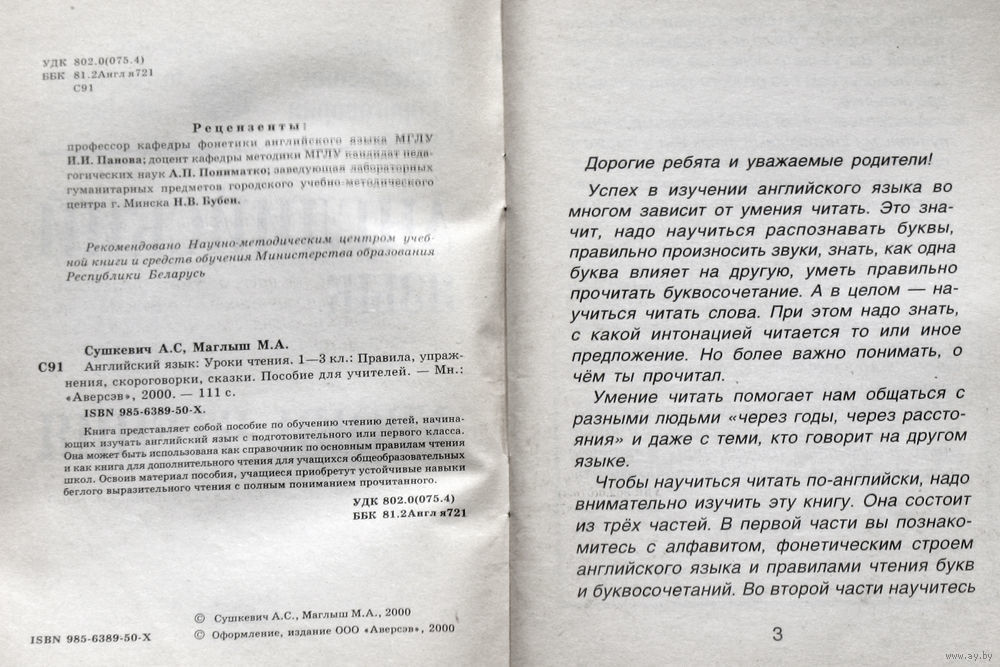 УДК 802.0(075.4)
ББК 81.2Англ я721
С91
Рецензенты:
профессор кафедры фонетики английского языка МГЛУ
И.И. Панова; доцент кафедры методики МГЛУ кандидат педа-
гогических наук А.П. Пониматко; заведующая лабораторных
гуманитарных предметов городского учебно-методического
центра г. Минска Н.В. Бубен.
Рекомендовано Научно-методическим центром учеб-
ной книги и средств обучения Министерства образования
Республики Беларусь
Сушкевич А.С, Маглыш М.А.
С91 Английский язык: Уроки чтения. 1—3 кл.: Правила, упраж-
нения, скороговорки, сказки. Пособие для учителей. — Мн.:
«Аверсэв», 2000. — 111 с.
ISBN 985-6389-50-X.
Книга представляет собой пособие по обучению чтению детей, начина-
ющих изучать английский язык с подготовительного или первого класса.
Она может быть использована как справочник по основным правилам чтения
и как книга для дополнительного чтения для учащихся общеобразовательных
школ. Освоив материал пособия, учащиеся приобретут устойчивые навыки
беглого выразительного чтения с полным пониманием прочитанного.
УДК 802.0(075.4)
ББК 81.2Англ я721
© Сушкевич А.С., Маглыш М.А., 2000
ISBN 985-6389-50-X © Оформление, издание ООО «Аверсэв», 2000
Дорогие ребята и уважаемые родители!
Успех в изучении английского языка во
многом зависит от умения читать. Это зна-
чит, надо научиться распознавать буквы,
правильно произносить звуки, знать, как одна
буква влияет на другую, уметь правильно
прочитать буквосочетание. А в целом — на-
учиться читать слова. При этом надо знать,
с какой интонацией читается то или иное
предложение. Но более важно понимать, о
чём ты прочитал.
Умение читать помогает нам общаться с
разными людьми «через годы, через рассто-
яния» и даже с теми, кто говорит на другом
языке.
Чтобы научиться читать по-английски, надо
внимательно изучить эту книгу. Она состоит
из трёх частей. В первой части вы познако-
митесь с алфавитом, фонетическим строем
английского языка и правилами чтения букв
и буквосочетаний. Во второй части научитесь
3
www.ay.by